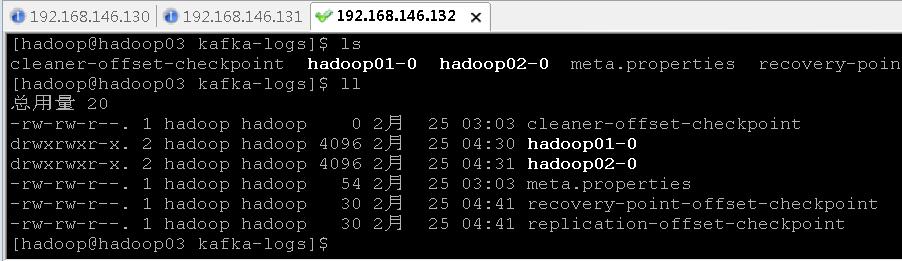 192.168.146.130 192.168.146.131 192.168.146.132
[hadoop@hadoop03 kafka-logs]$ ls
cleaner-offset-checkpoint hadoop01-0 hadoop02-0 meta.properties recovery-poin
[hadoop@hadoop03 kafka-logs]$ ll
总用量 20
-rw-rw-r--. 1 hadoop hadoop 0 2月 25 03:03 cleaner-offset-checkpoint
drwxrwxr-x. 2 hadoop hadoop 4096 2月 25 04:30 hadoop01-0
drwxrwxr-x. 2 hadoop hadoop 4096 2月 25 04:31 hadoop02-0
-rw-rw-r--. 1 hadoop hadoop 54 2月 25 03:03 meta.properties
-rw-rw-r--. 1 hadoop hadoop 30 2月 25 04:41 recovery-point-offset-checkpoint
-rw-rw-r--. 1 hadoop hadoop 30 2月 25 04:41 replication-offset-checkpoint
[hadoop@hadoop03 kafka-logs]$